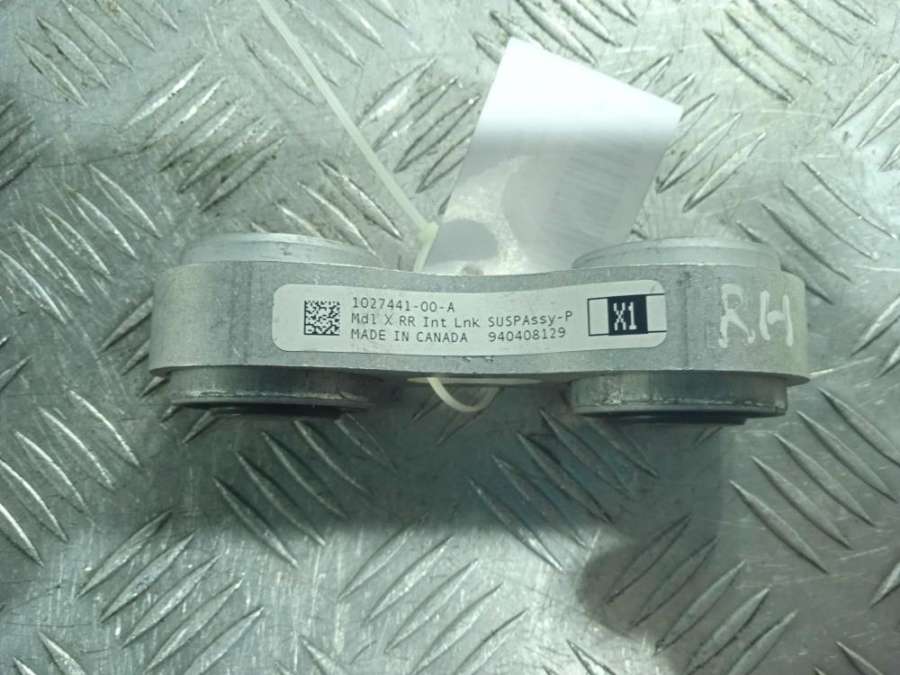 1027441-00-A
Mdl X RR Int Lnk SUSPAssy-P
MADE IN CANADA 940408129
X1
RH